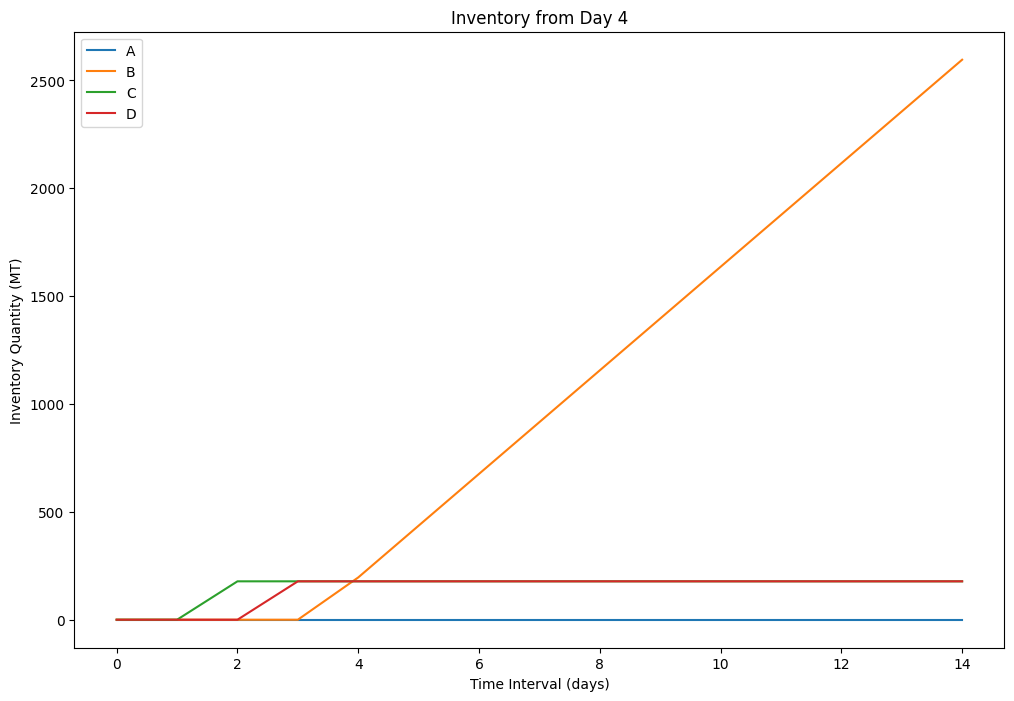 Inventory from Day 4
A
B
C
D
2500
2000
1500
1000
500
0
Inventory Quantity (MT)
0 2 4 6 8 10 12 14
Time Interval (days)